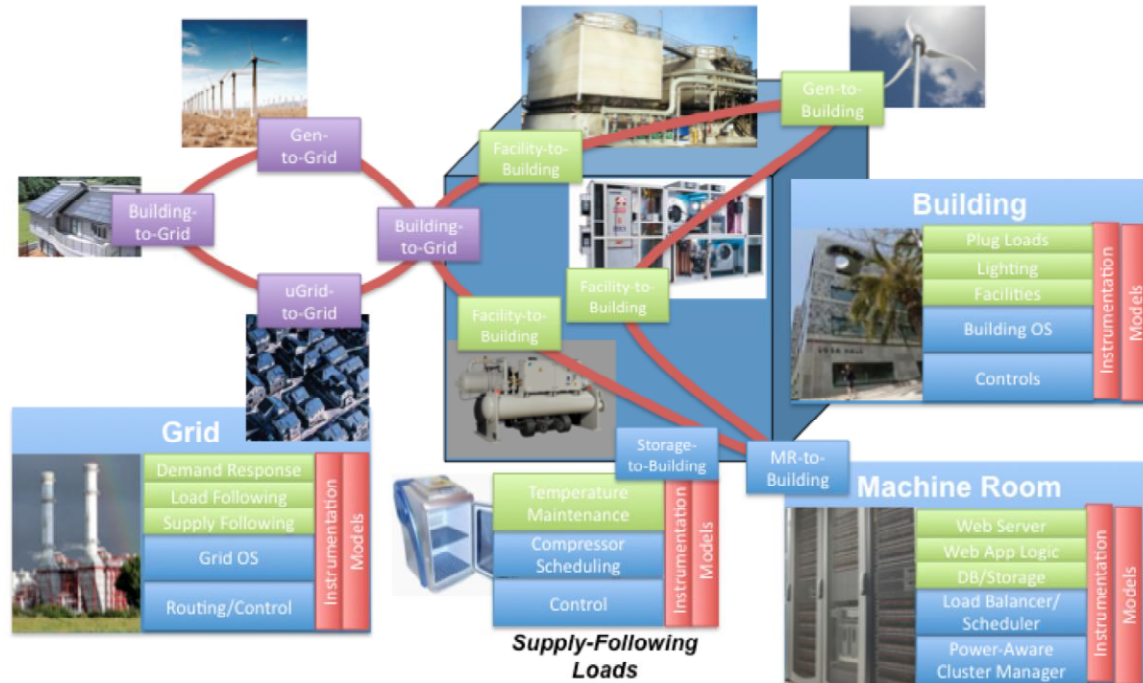 Gen-
to-Grid
Building-
to-Grid
uGrid-
to-Grid
Building-
to-Grid
Facility-to-
Building
Gen-to-
Building
Facility-to-
Building
Facility-to-
Building
Storage-
to-Building
MR-to-
Building
Building
Plug Loads
Lighting
Facilities
Building OS
Controls
Instrumentation
Models
Grid
Demand Response
Load Following
Supply Following
Grid OS
Routing/Control
Instrumentation
Models
Temperature
Maintenance
Compressor
Scheduling
Control
Instrumentation
Models
Supply-Following
Loads
Machine Room
Web Server
Web App Logic
DB/Storage
Load Balancer/
Scheduler
Power-Aware
Cluster Manager
Instrumentation
Models